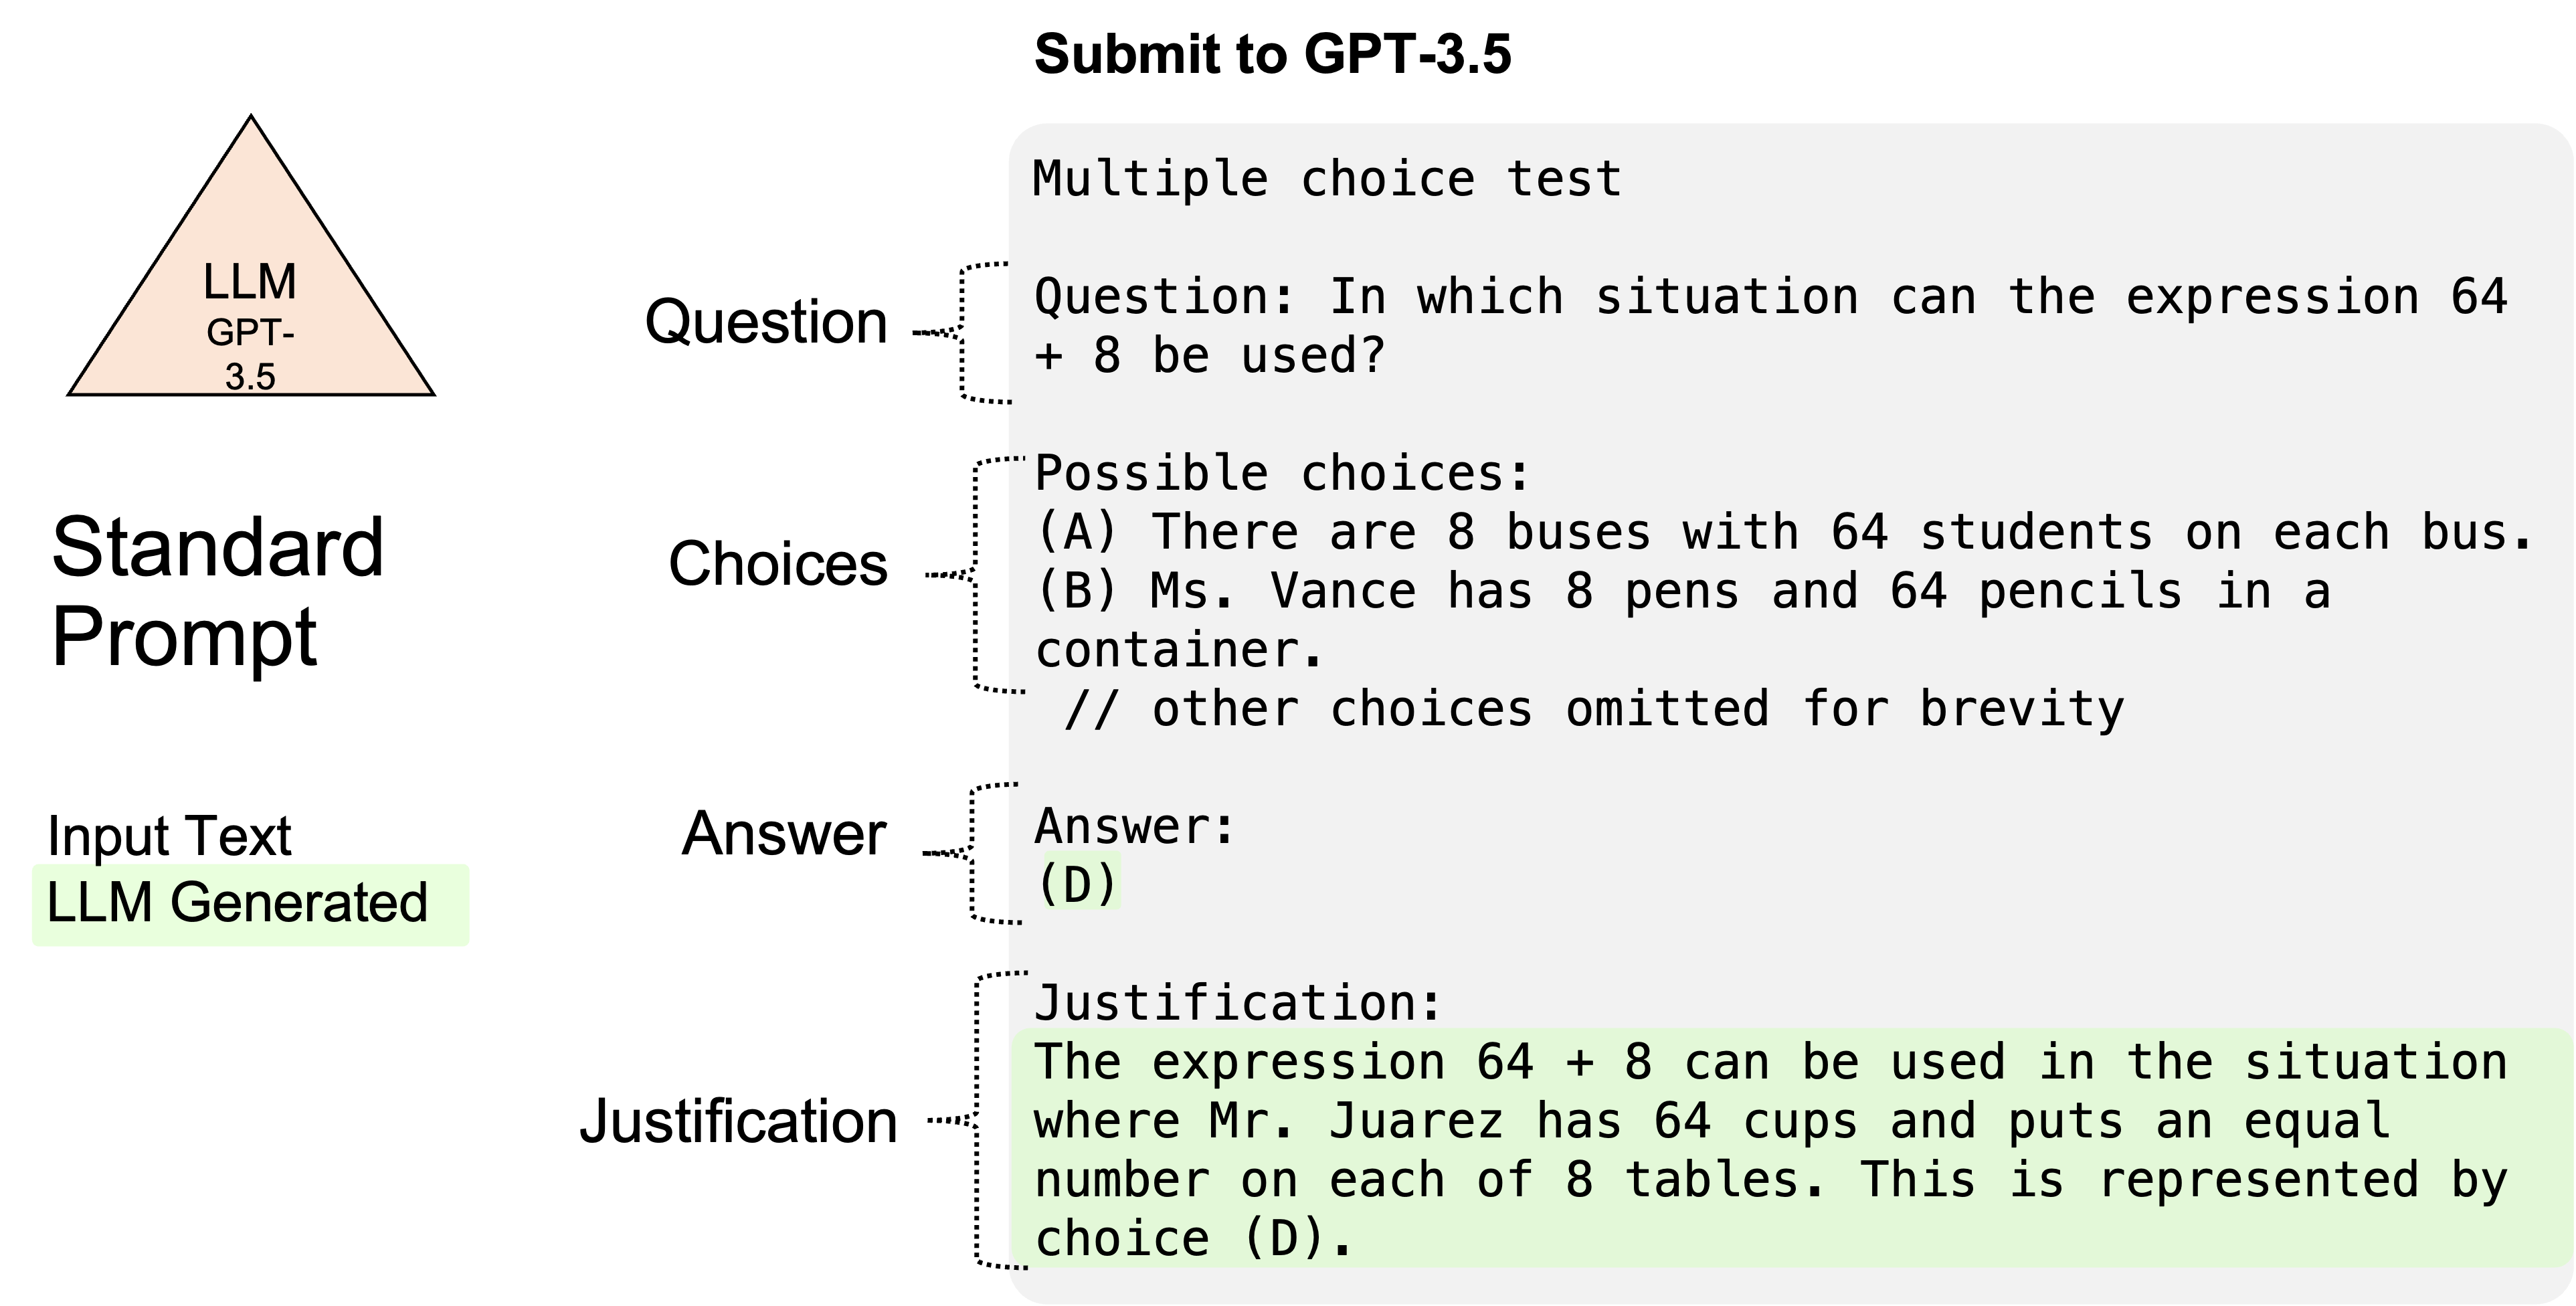 Submit to GPT-3.5
LLM
GPT-
3.5
Standard
Prompt
Input Text
LLM Generated
Question
Choices
Answer
Justification
Multiple choice test
Question: In which situation can the expression 64
+ 8 be used?
Possible choices:
(A) There are 8 buses with 64 students on each bus.
(B) Ms. Vance has 8 pens and 64 pencils in a
container.
// other choices omitted for brevity
Answer:
(D)
Justification:
The expression 64 + 8 can be used in the situation
where Mr. Juarez has 64 cups and puts an equal
number on each of 8 tables. This is represented by
choice (D).